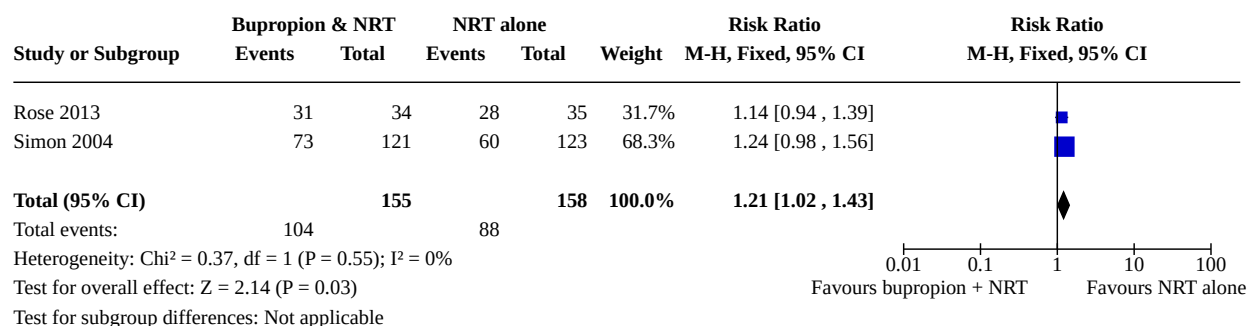 Bupropion & NRT NRT alone Risk Ratio Risk Ratio
Study or Subgroup Events Total Events Total Weight M-H, Fixed, 95% CI M-H, Fixed, 95% CI
Rose 2013 31 34 28 35 31.7% 1.14 [0.94 , 1.39]
Simon 2004 73 121 60 123 68.3% 1.24 [0.98 , 1.56]
Total (95% CI) 155 158 100.0% 1.21 [1.02 , 1.43]
Total events: 104 88
Heterogeneity: Chi² = 0.37, df = 1 (P = 0.55); I² = 0%
0.01 0.1 1 10 100
Test for overall effect: Z = 2.14 (P = 0.03)
Favours bupropion + NRT Favours NRT alone
Test for subgroup differences: Not applicable